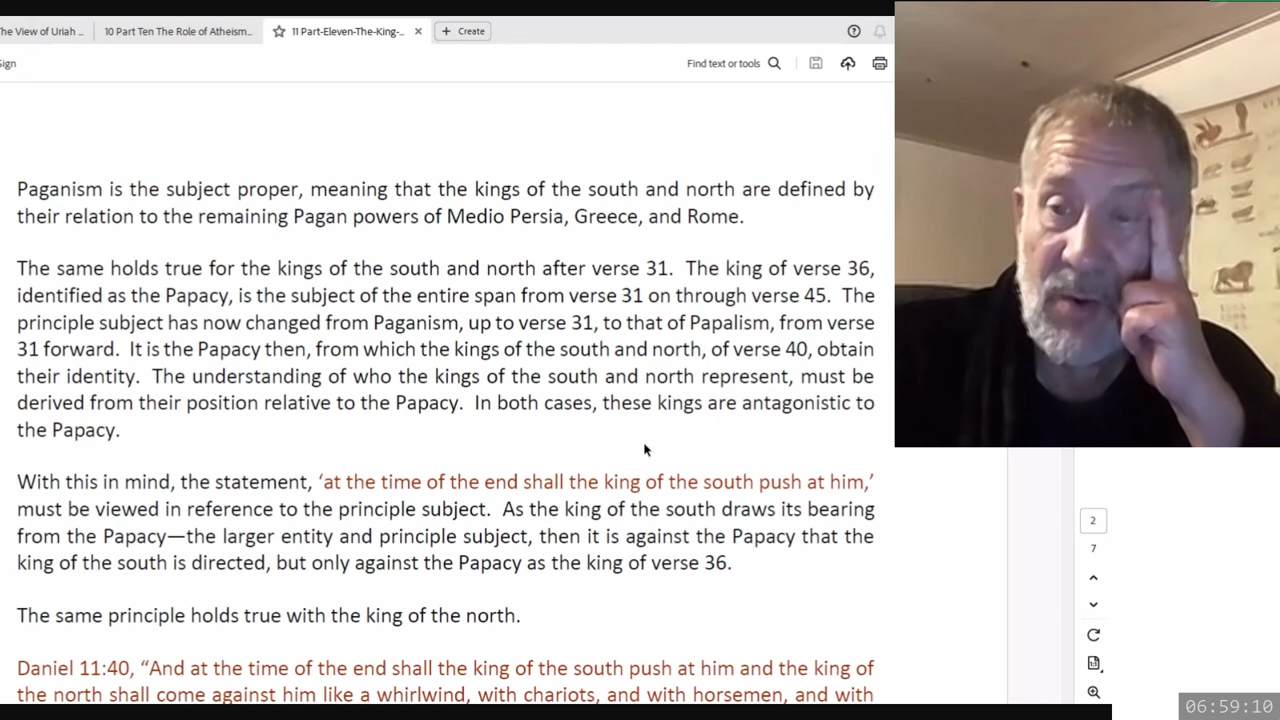 he View of Uriah ...
10 Part Ten The Role of Atheism...
11 Part-Eleven-The-King-...
Create
Sign
Find text or tools
Paganism is the subject proper, meaning that the kings of the south and north are defined by
their relation to the remaining Pagan powers of Medio Persia, Greece, and Rome.
The same holds true for the kings of the south and north after verse 31. The king of verse 36,
identified as the Papacy, is the subject of the entire span from verse 31 on through verse 45. The
principle subject has now changed from Paganism, up to verse 31, to that of Papalism, from verse
31 forward. It is the Papacy then, from which the kings of the south and north, of verse 40, obtain
their identity. The understanding of who the kings of the south and north represent, must be
derived from their position relative to the Papacy. In both cases, these kings are antagonistic to
the Papacy.
With this in mind, the statement, ‘at the time of the end shall the king of the south push at him,’
must be viewed in reference to the principle subject. As the king of the south draws its bearing
from the Papacy—the larger entity and principle subject, then it is against the Papacy that the
king of the south is directed, but only against the Papacy as the king of verse 36.
The same principle holds true with the king of the north.
Daniel 11:40, “And at the time of the end shall the king of the south push at him and the king of
the north shall come against him like a whirlwind, with chariots, and with horsemen, and with
2
7
06:59:10